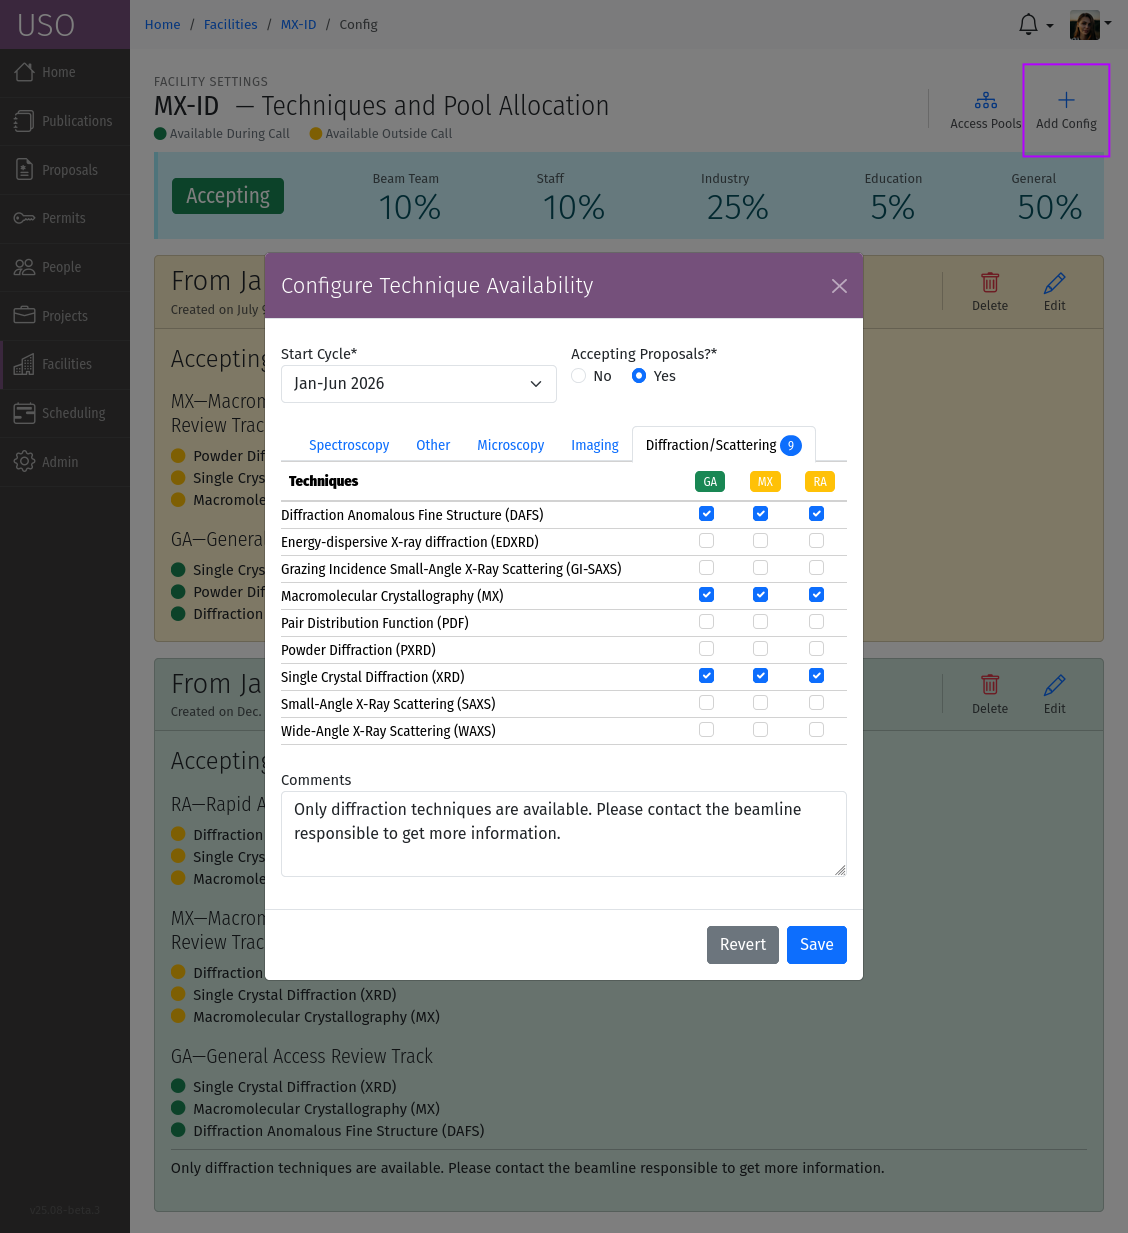 USO
Home / Facilities / MX-ID / Config
Home
Publications
Proposals
Permits
People
Projects
Facilities
Scheduling
Admin
v25.08-beta.3
FACILITY SETTINGS
MX-ID — Techniques and Pool Allocation
Available During Call Available Outside Call
Access Pools
Add Config
Accepting
Beam Team
10%
Staff
10%
Industry
25%
Education
5%
General
50%
From Ja
Created on July 9
Delete
Edit
Accepting
MX—Macrom
Review Track
Powder Dif
Single Crys
Macromole
GA—General
Single Crys
Powder Dif
Diffraction
Configure Technique Availability
Start Cycle*
Jan-Jun 2026
Accepting Proposals?*
No Yes
Spectroscopy Other Microscopy Imaging Diffraction/Scattering 9
Techniques GA MX RA
Diffraction Anomalous Fine Structure (DAFS)
Energy-dispersive X-ray diffraction (EDXRD)
Grazing Incidence Small-Angle X-Ray Scattering (GI-SAXS)
Macromolecular Crystallography (MX)
Pair Distribution Function (PDF)
Powder Diffraction (PXRD)
Single Crystal Diffraction (XRD)
Small-Angle X-Ray Scattering (SAXS)
Wide-Angle X-Ray Scattering (WAXS)
Comments
Only diffraction techniques are available. Please contact the beamline
responsible to get more information.
Revert
Save
From Ja
Created on Dec.
Delete
Edit
Accepting
RA—Rapid A
Diffraction
Single Crys
Macromole
MX—Macrom
Review Trac
Diffraction
Single Crystal Diffraction (XRD)
Macromolecular Crystallography (MX)
GA—General Access Review Track
Single Crystal Diffraction (XRD)
Macromolecular Crystallography (MX)
Diffraction Anomalous Fine Structure (DAFS)
Only diffraction techniques are available. Please contact the beamline responsible to get more information.